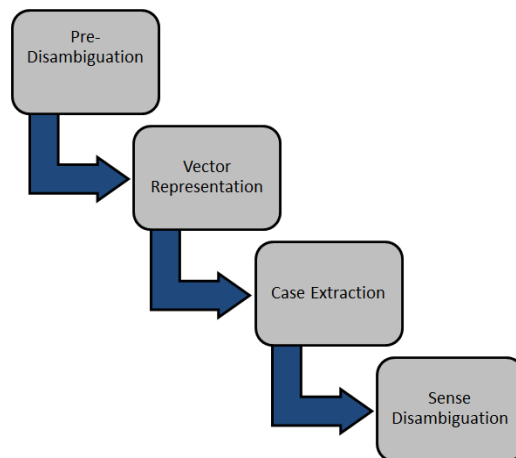 Pre-
Disambiguation
Vector
Representation
Case Extraction
Sense
Disambiguation